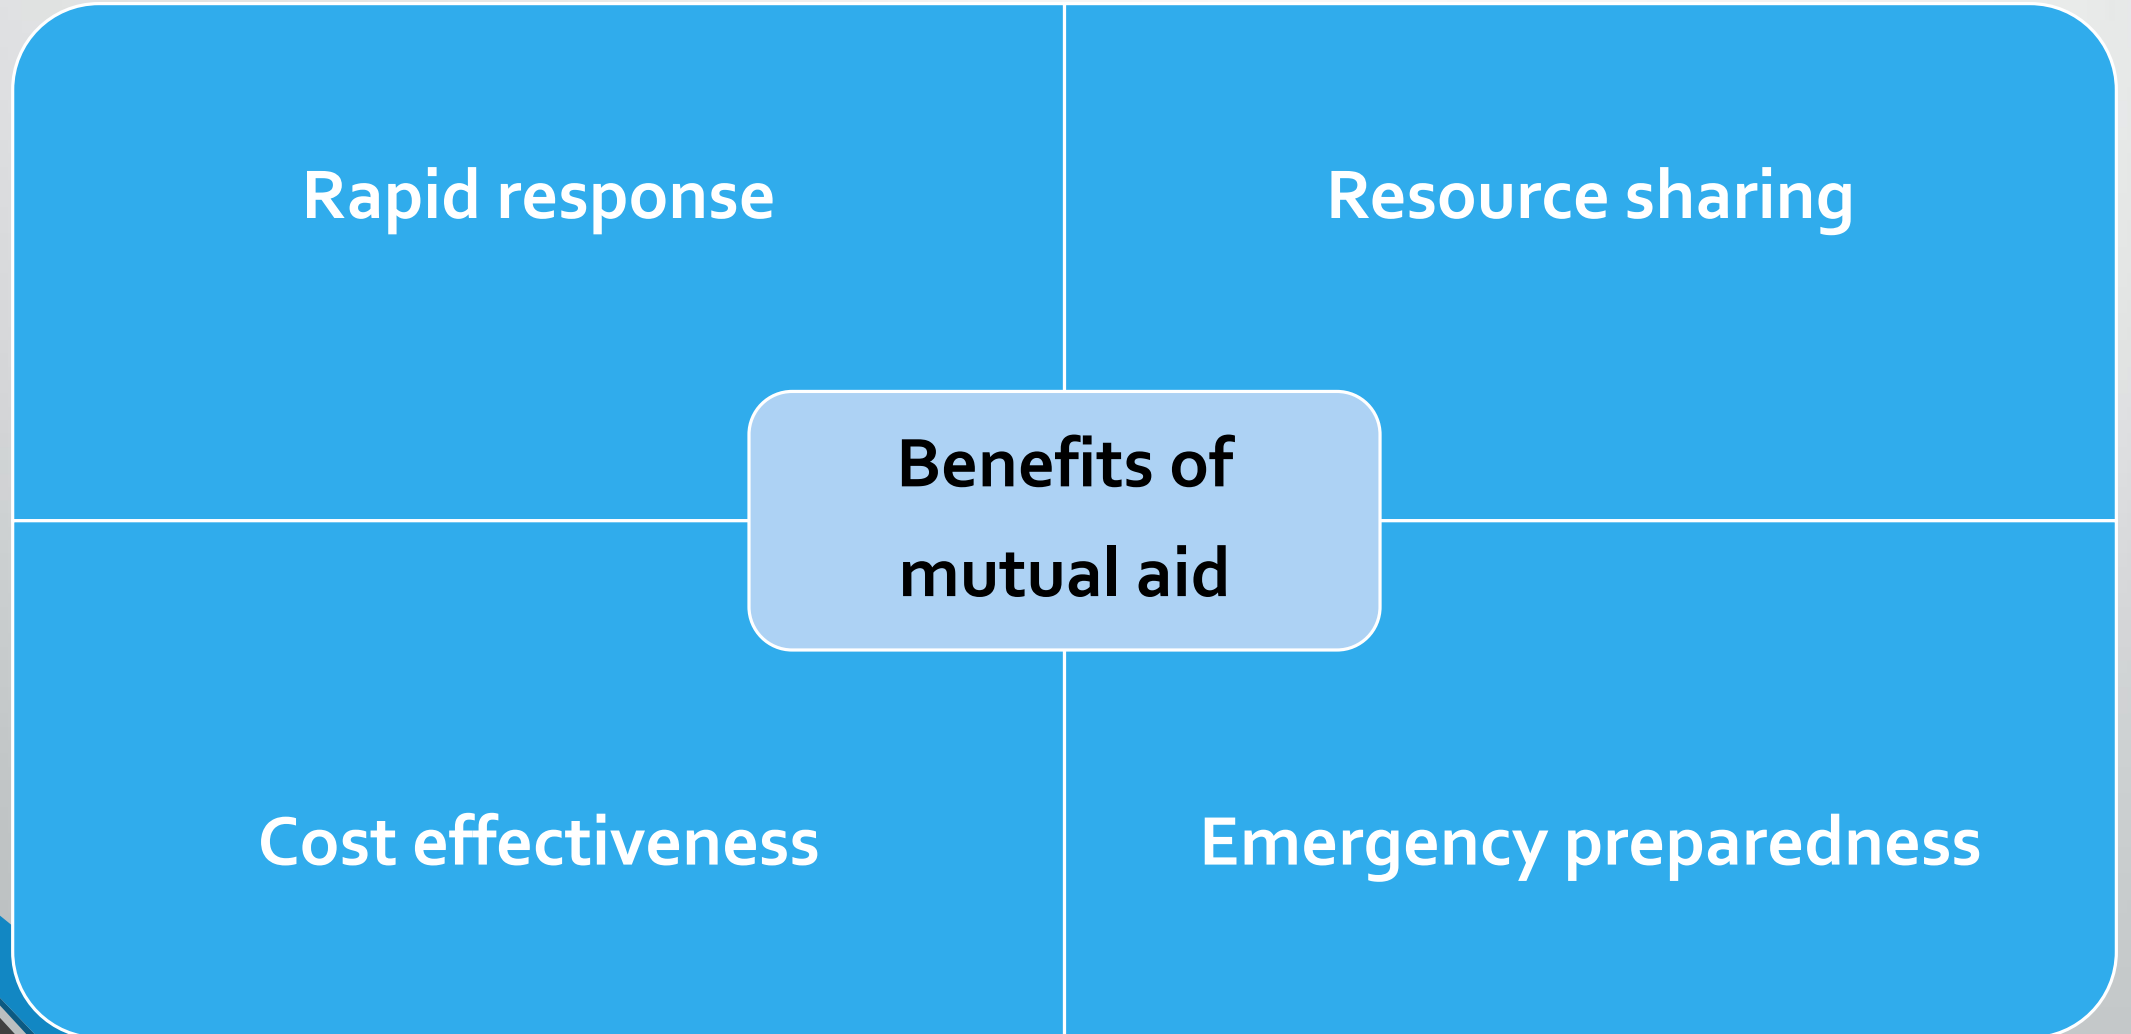 Rapid response
Resource sharing
Benefits of
mutual aid
Cost effectiveness
Emergency preparedness